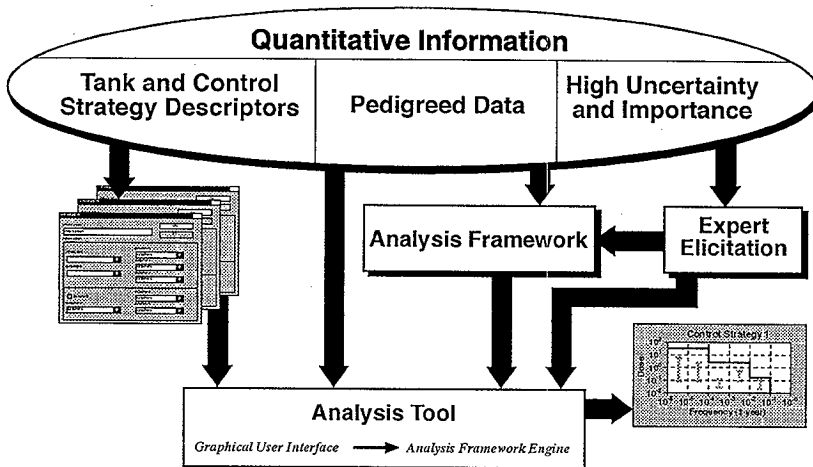 Quantitative Information
Tank and Control
Strategy Descriptors
Pedigreed Data
High Uncertainty
and Importance
Analysis Framework
Expert
Elicitation
Control Strategy 1
Dose
Frequency (1 year)
Analysis Tool
Graphical User Interface
Analysis Framework Engine